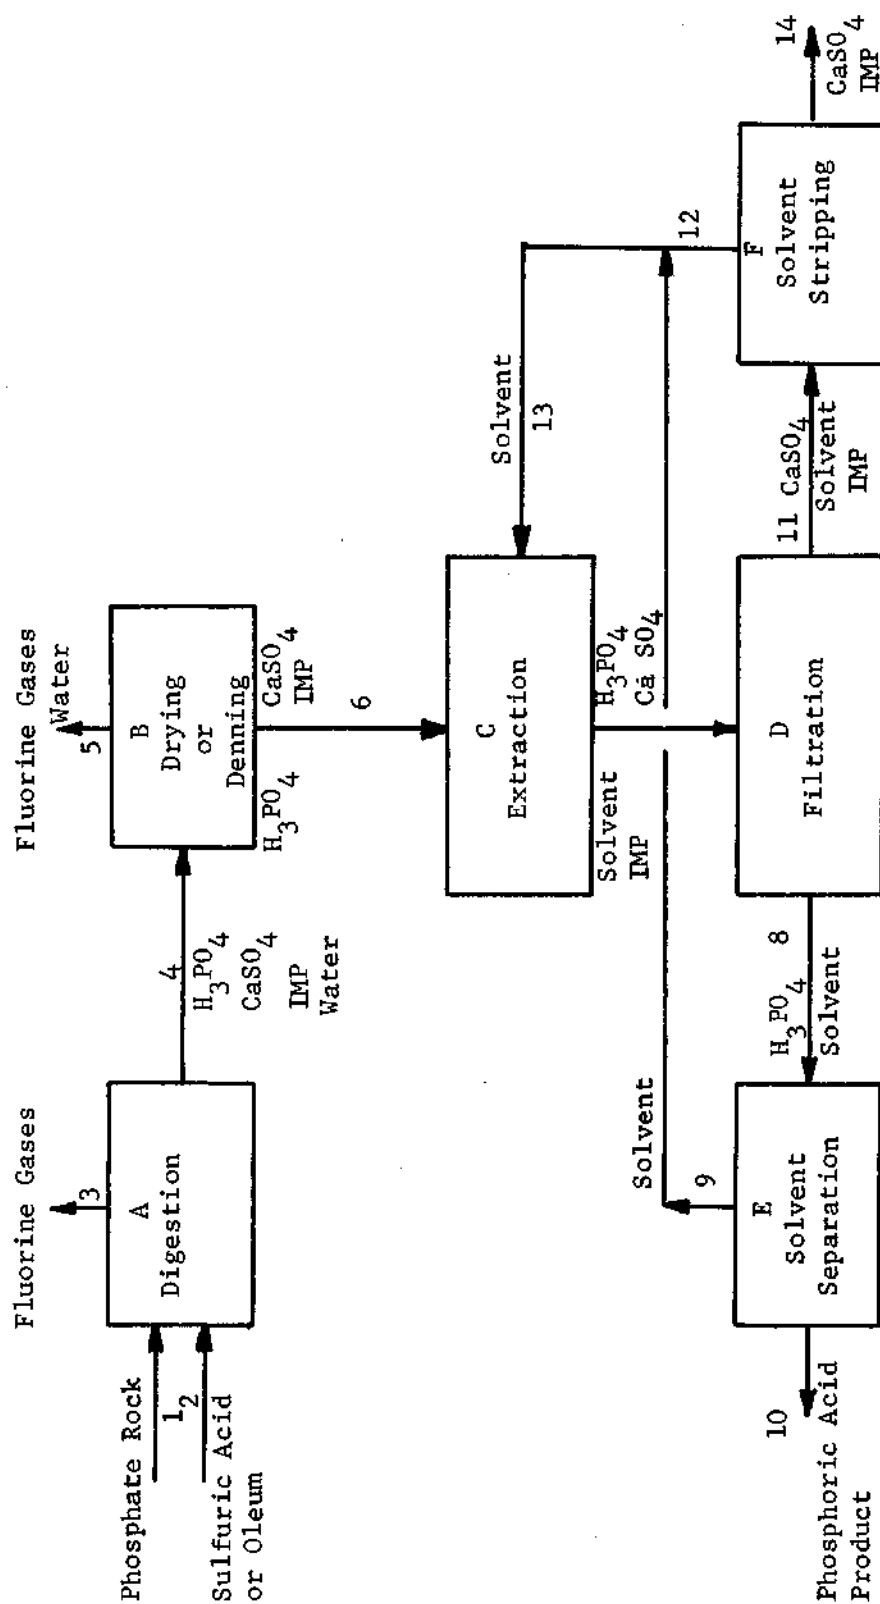 Fluorine Gases
3
Phosphate Rock
1
2
Sulfuric Acid
or Oleum
A
Digestion
4
H3PO4
CaSO4
IMP
Water
Fluorine Gases
Water
5
B
Drying
or
Denning
H3PO4
CaSO4
IMP
6
C
Extraction
Solvent
13
Solvent
IMP
H3PO4
Ca SO4
D
Filtration
8
H3PO4
Solvent
E
Solvent
Separation
Solvent
9
10
Phosphoric Acid
Product
11 CaSO4
Solvent
IMP
F
Solvent
Stripping
12
14
CaSO4
IMP